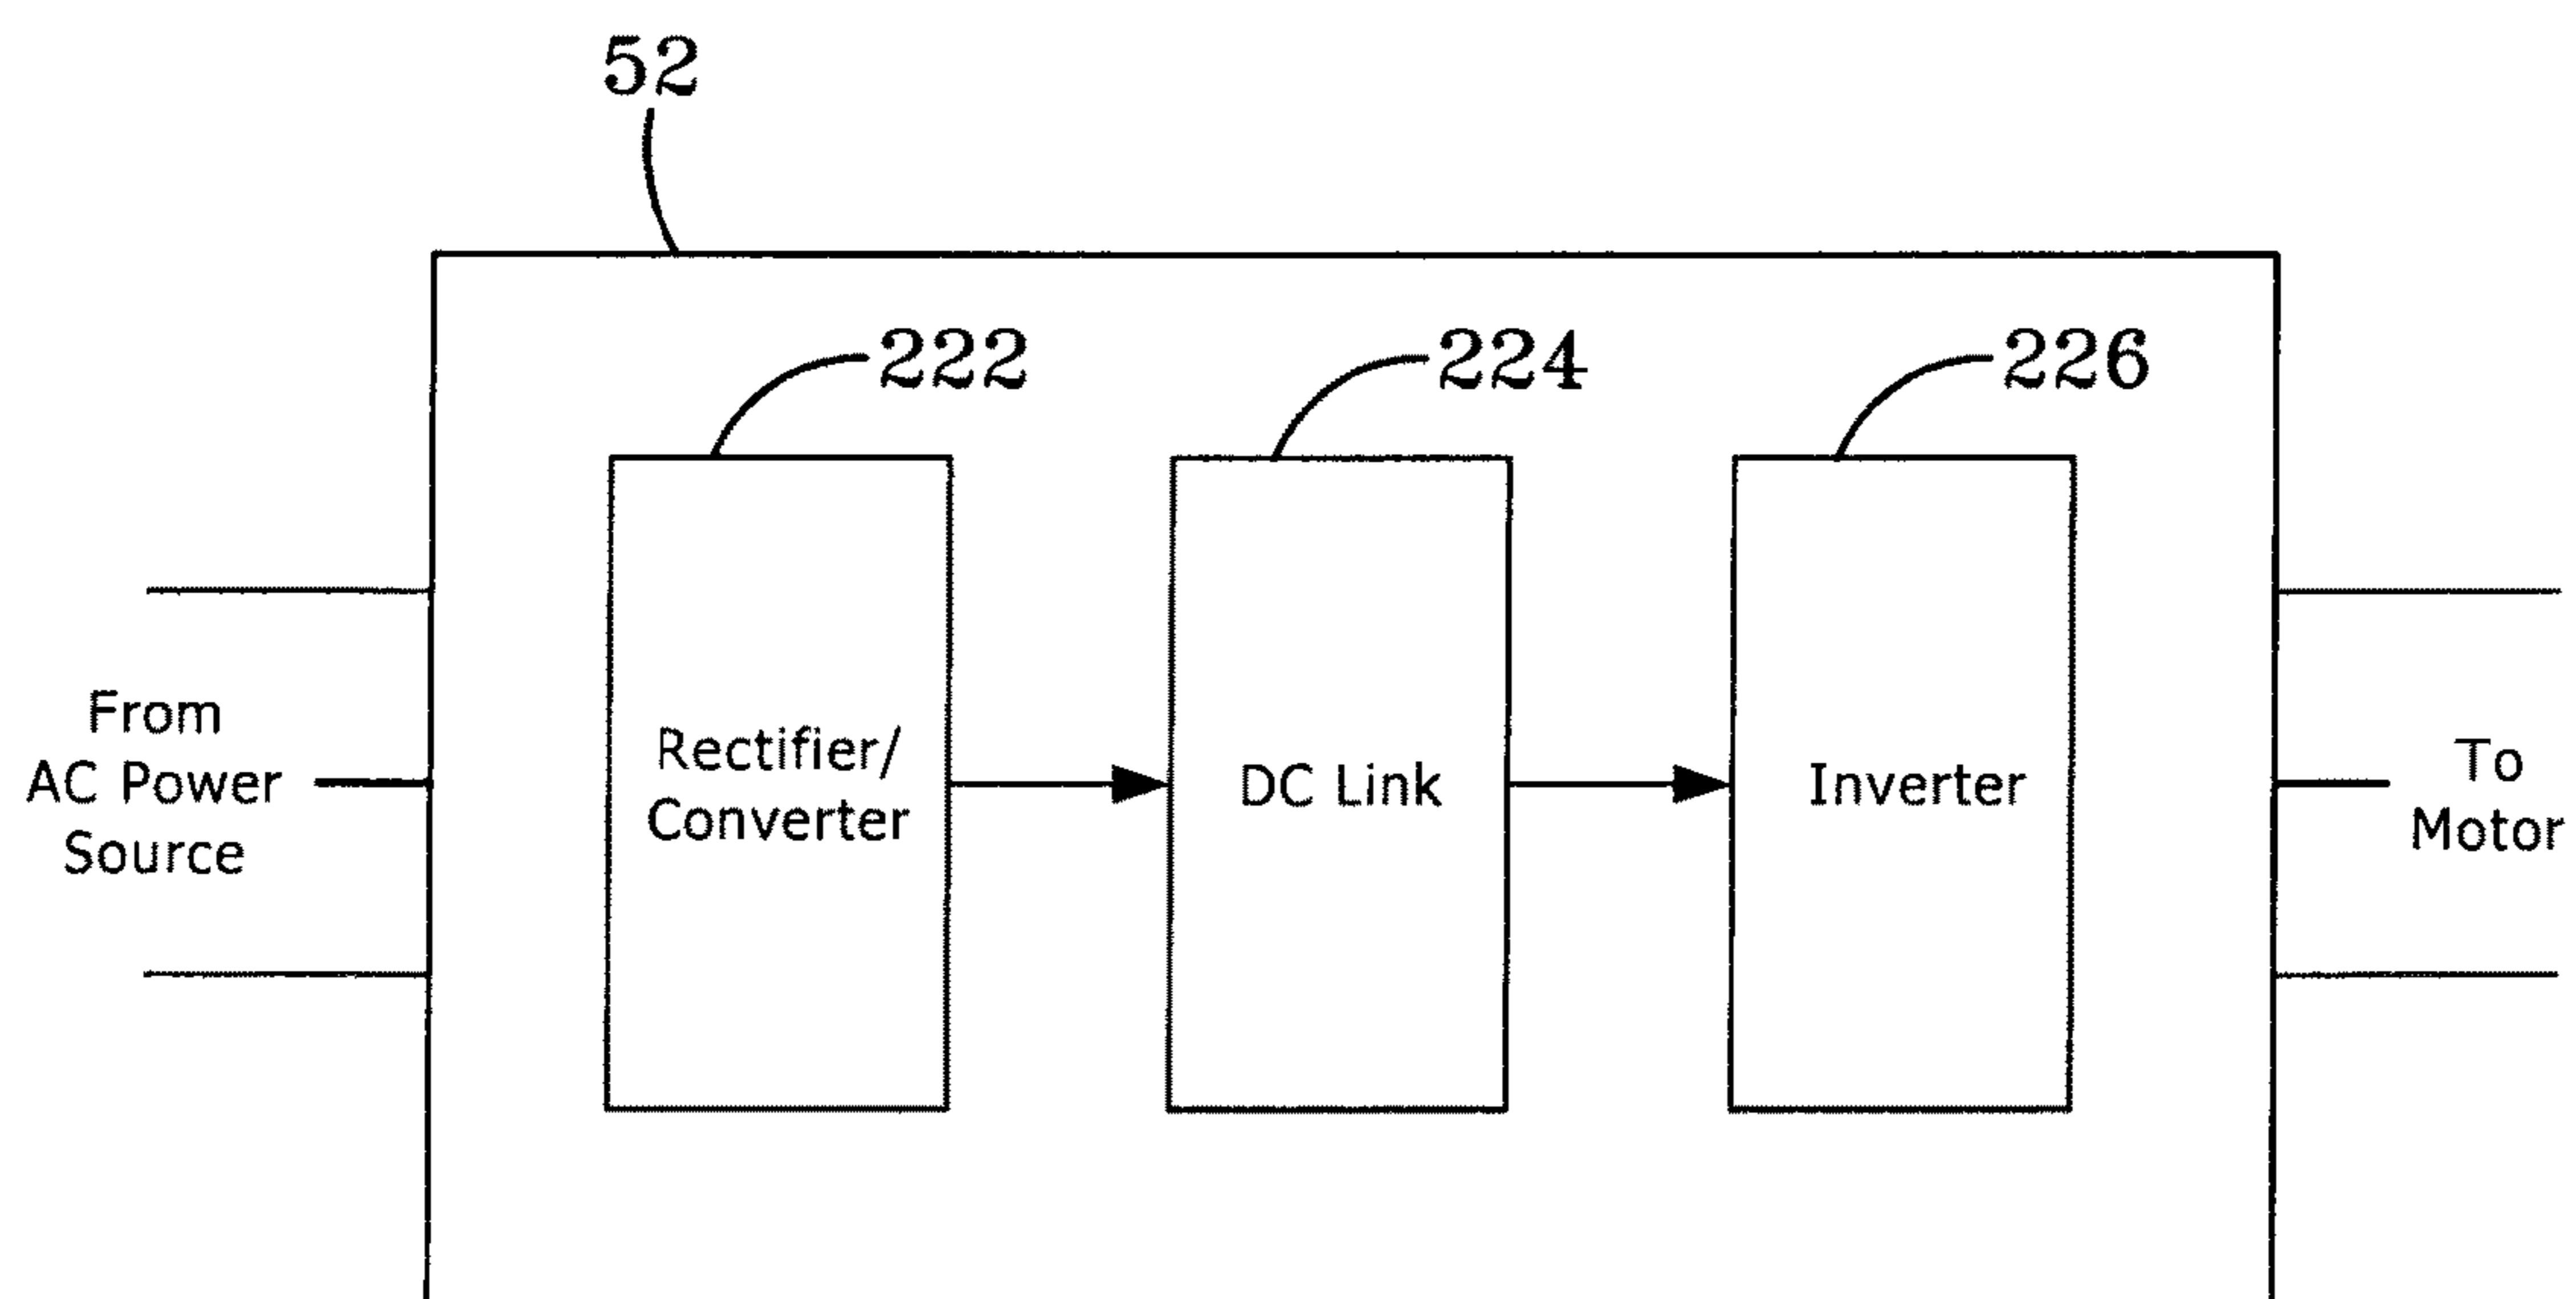 52
222
224
226
From
AC Power
Source
Rectifier/
Converter
DC Link
Inverter
To
Motor